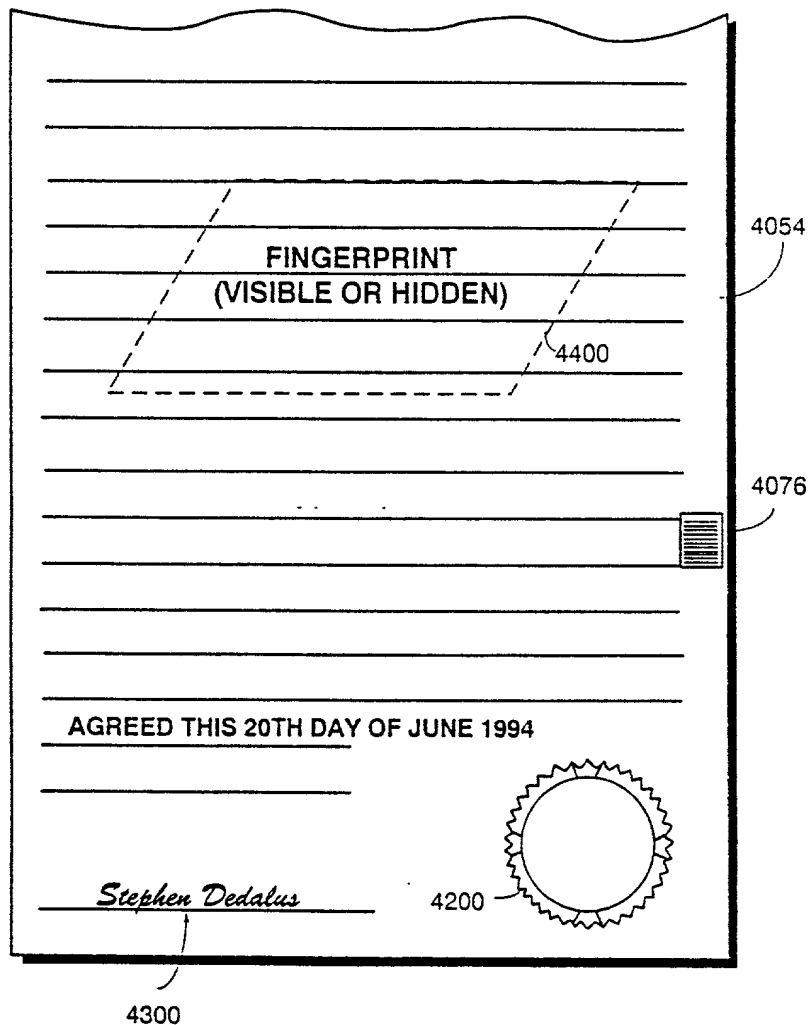 4054
FINGERPRINT
(VISIBLE OR HIDDEN)
4400
4076
AGREED THIS 20TH DAY OF JUNE 1994
Stephen Dedalus
4200
4300